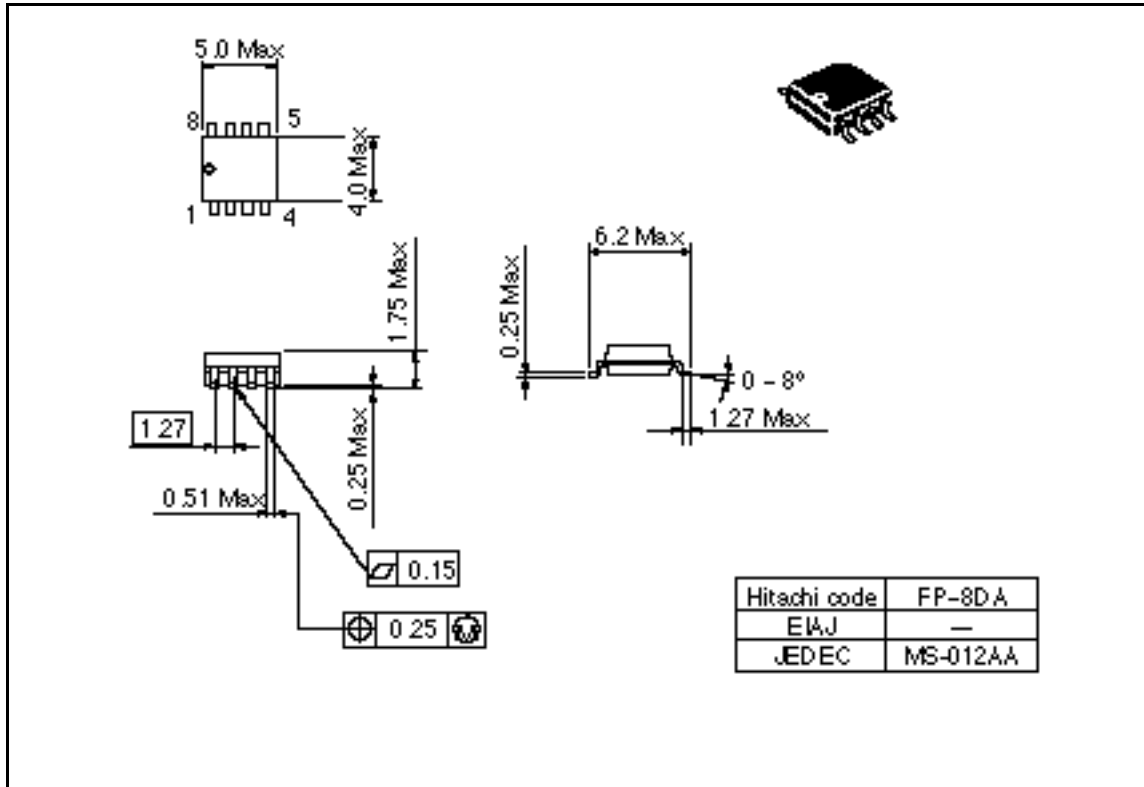 5.0 Max
8
5
4.0 Max
1
4
1.75 Max
6.2 Max
0.25 Max
0 – 8°
1.27
1.27 Max
0.25 Max
0.51 Max
0.15
0.25 M
Hitachi code FP–8DA
EIAJ —
JEDEC MS-012AA